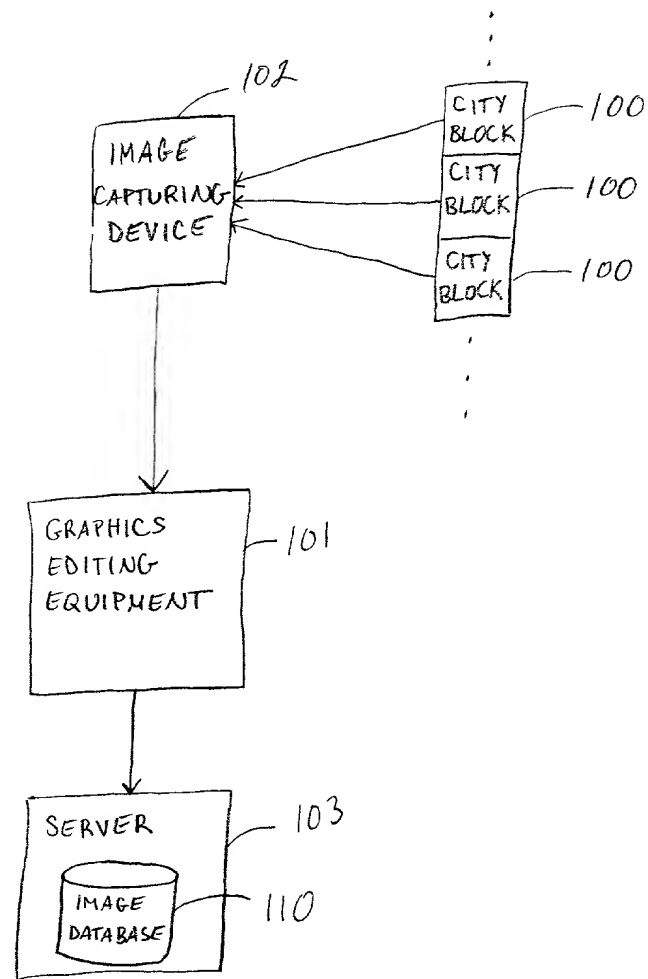 102
IMAGE
CAPTURING
DEVICE
CITY
BLOCK
100
CITY
BLOCK
100
CITY
BLOCK
100
GRAPHICS
EDITING
EQUIPMENT
101
SERVER
103
IMAGE
DATABASE
110